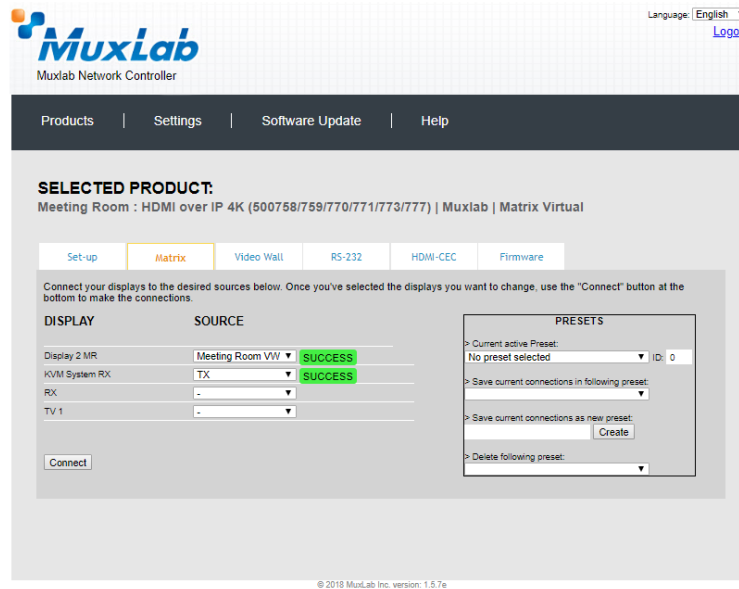 Language: English
Logo
MuxLab
Muxlab Network Controller
Products | Settings | Software Update | Help
SELECTED PRODUCT:
Meeting Room : HDMI over IP 4K (500758/759/770/771/773/777) | Muxlab | Matrix Virtual
Set-up Matrix Video Wall RS-232 HDMI-CEC Firmware
Connect your displays to the desired sources below. Once you've selected the displays you want to change, use the "Connect" button at the
bottom to make the connections.
DISPLAY SOURCE
Display 2 MR Meeting Room VW SUCCESS
KVM System RX TX SUCCESS
RX -
TV 1 -
Connect
PRESETS
> Current active Preset:
No preset selected ID: 0
> Save current connections in following preset:
> Save current connections as new preset:
Create
> Delete following preset:
© 2018 MuxLab Inc. version: 1.5.7e